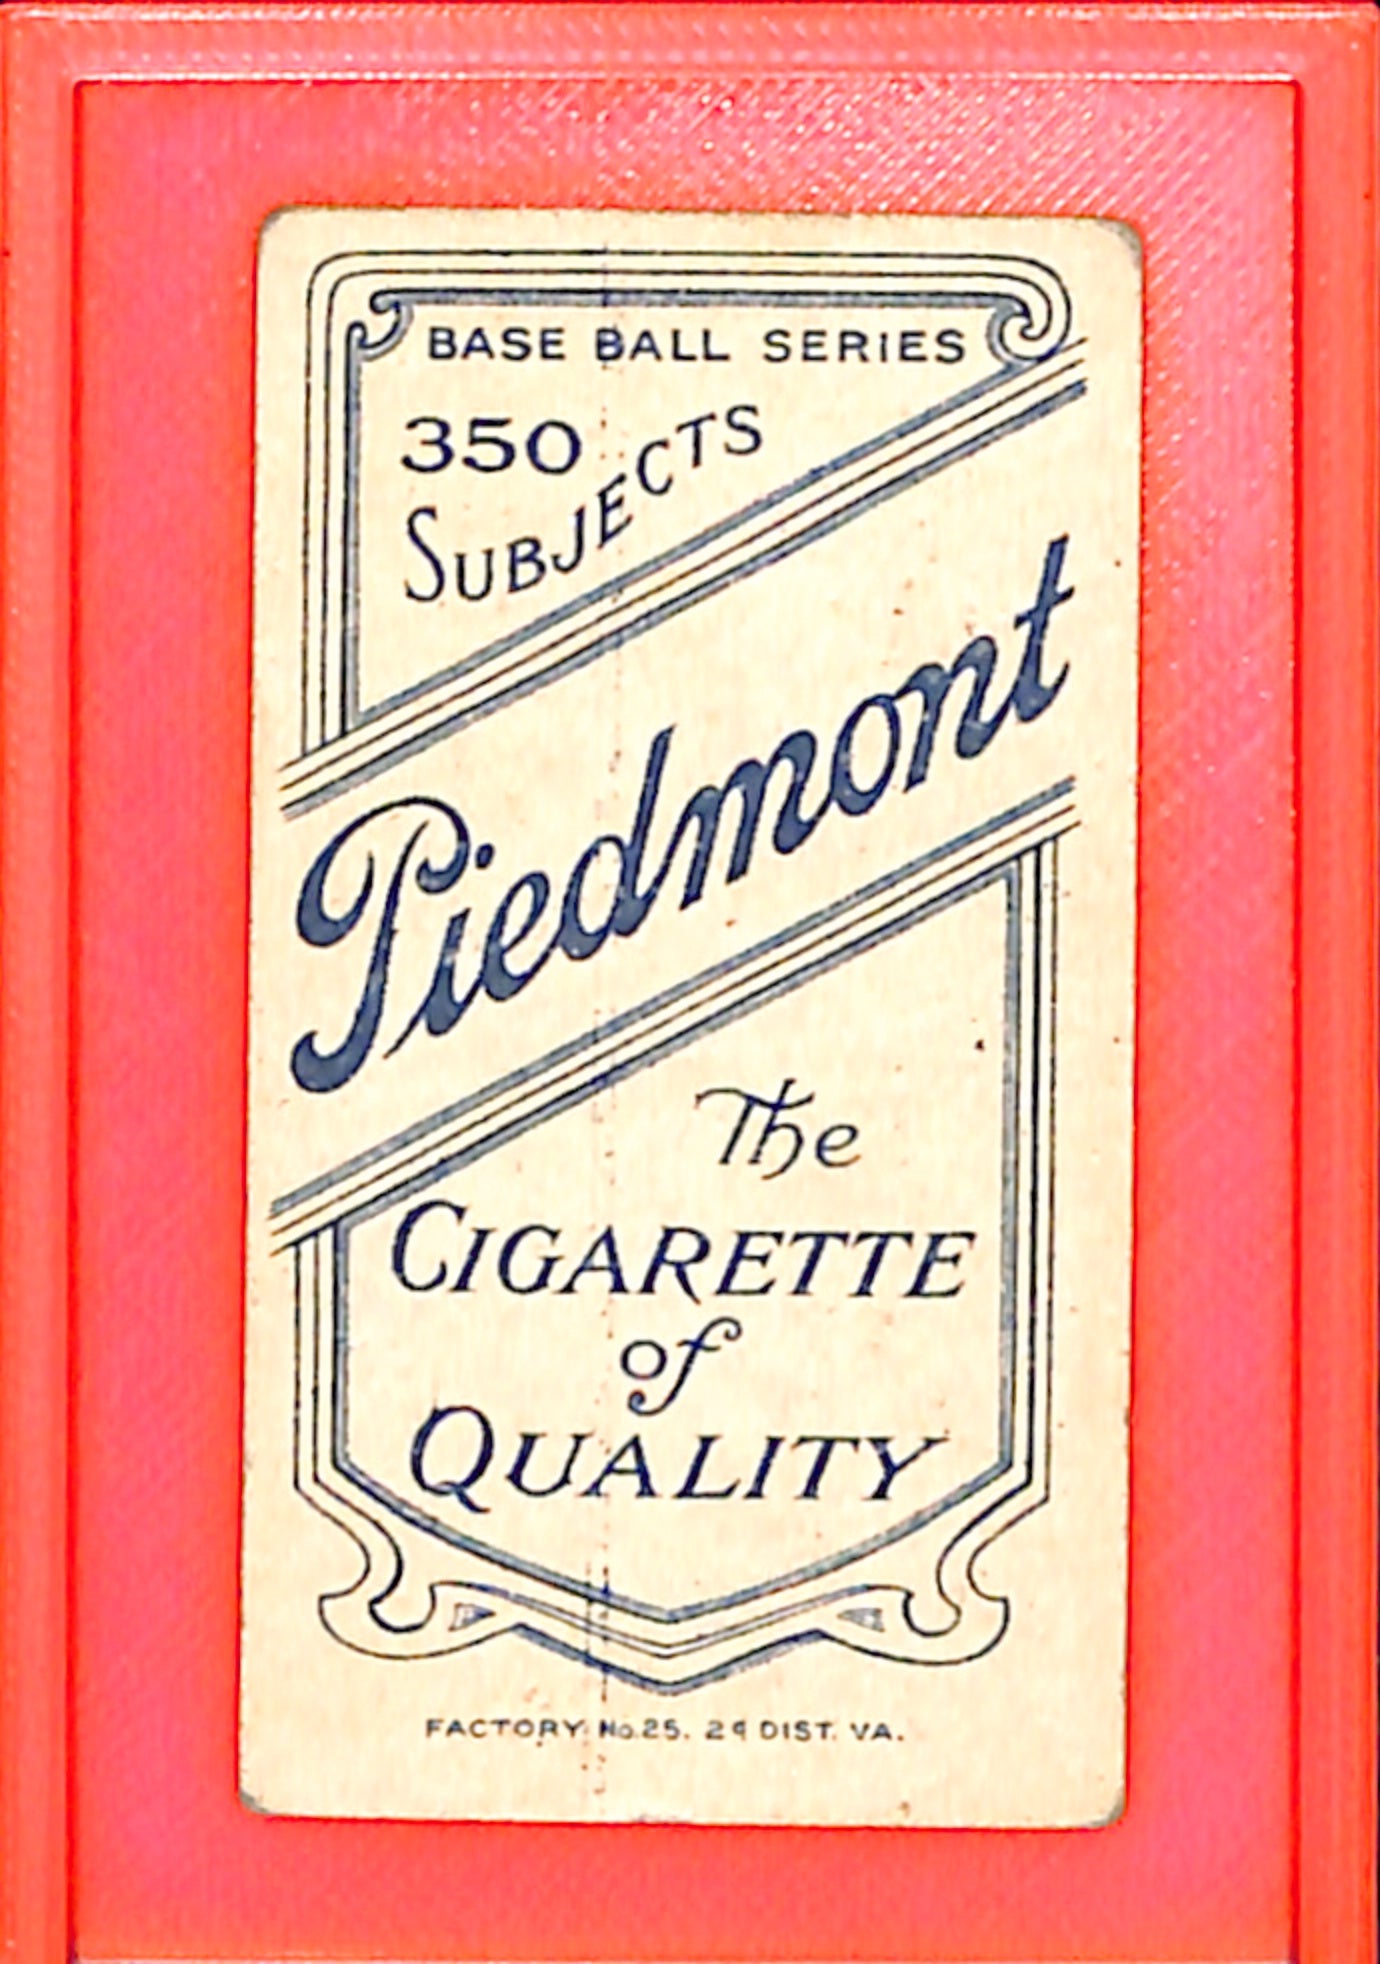 BASE BALL SERIES
350
SUBJECTS
Piedmont
The
CIGARETTE
of
QUALITY
FACTORY No. 25. 2d DIST. VA.